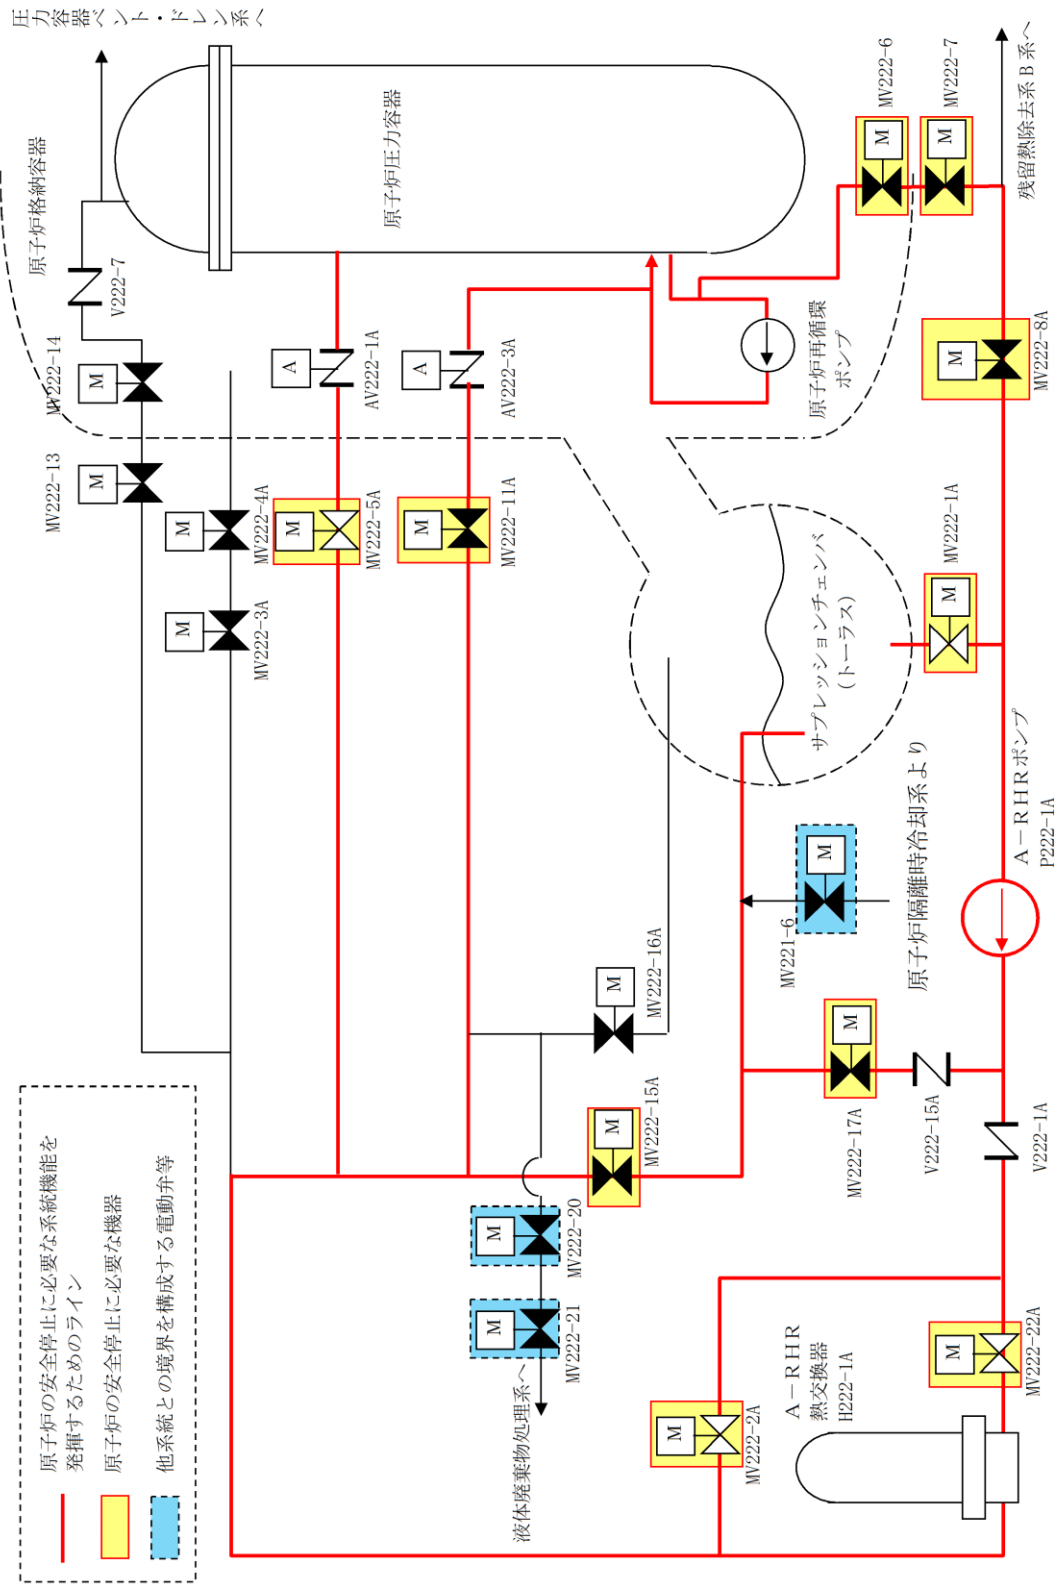 圧力容器ベント・ドレン系へ
原子炉格納容器
V222-7
MV222-14
MV222-13
原子炉圧力容器
MV222-6
M
MV222-7
M
残留熱除去系B系へ
M
M
A
AV222-1A
A
AV222-3A
原子炉再循環
ポンプ
M
MV222-8A
M
MV222-4A
M
MV222-3A
M
MV222-5A
M
MV222-11A
サプレッションチェンバ
(トーラス)
M
MV222-1A
A-RHRポンプ
P222-1A
原子炉隔離時冷却系より
M
MV221-6
M
MV222-16A
M
MV222-15A
M
MV222-17A
V222-15A
V222-1A
M
MV222-20
M
MV222-21
液体廃棄物処理系へ
M
MV222-2A
A-RHR
熱交換器
H222-1A
M
MV222-22A
原子炉の安全停止に必要な系統機能を
発揮するためのライン
原子炉の安全停止に必要な機器
他系統との境界を構成する電動弁等